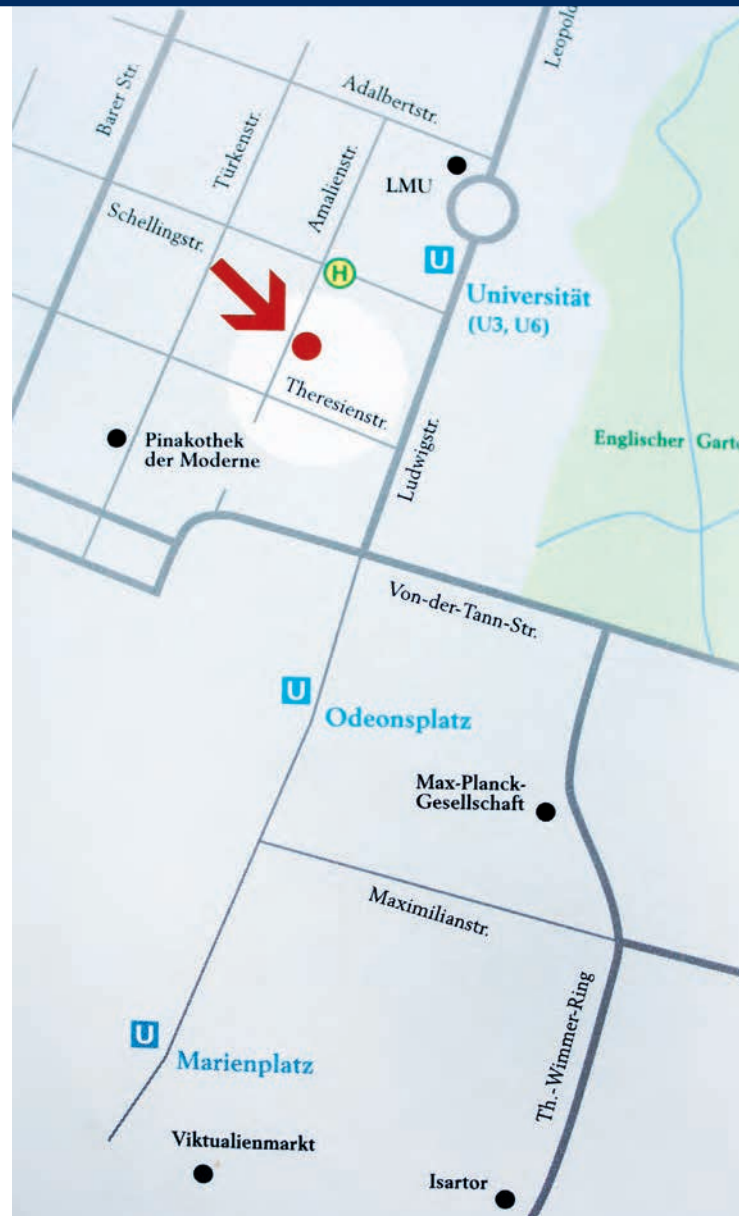 Leopold
Adalbertstr.
Barer Str.
Türkenstr.
Amalienstr.
LMU
Schellingstr.
H
U
Universität
(U3, U6)
Theresienstr.
Ludwigstr.
Pinakothek
der Moderne
Englischer Garte
Von-der-Tann-Str.
U
Odeonsplatz
Max-Planck-
Gesellschaft
Maximilianstr.
Th.-Wimmer-Ring
U
Marienplatz
Viktualienmarkt
Isartor